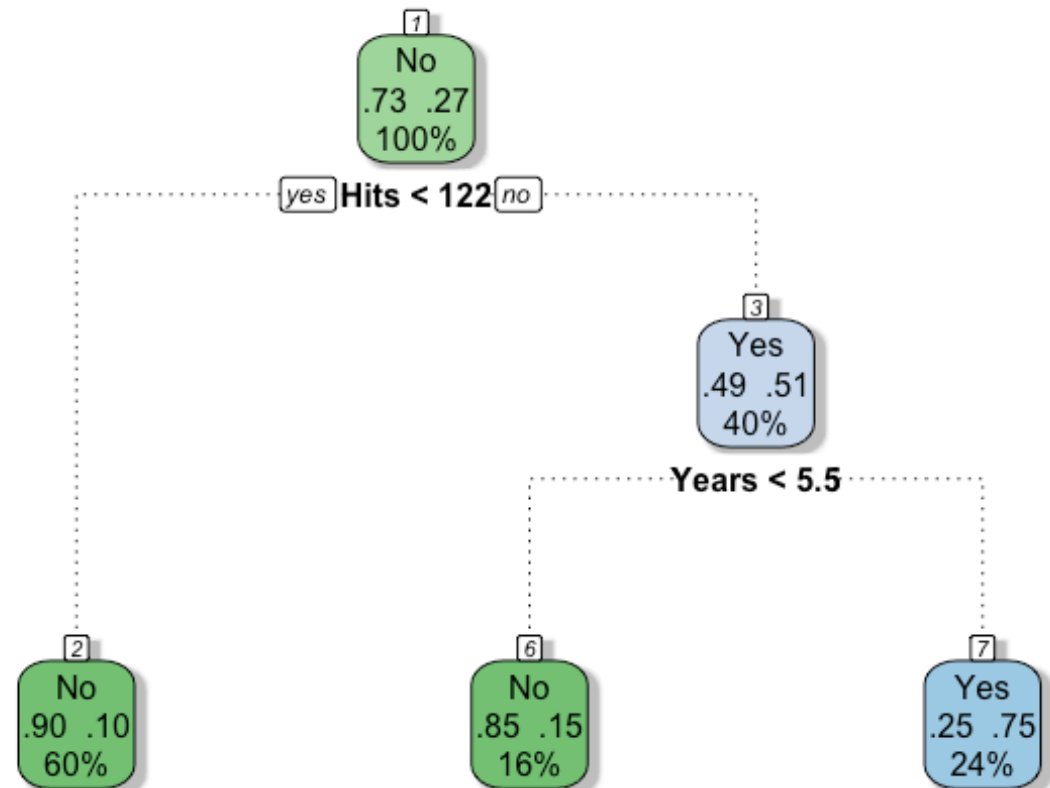 1
No
.73 .27
100%
yes Hits < 122 no
3
Yes
.49 .51
40%
Years < 5.5
2
No
.90 .10
60%
6
No
.85 .15
16%
7
Yes
.25 .75
24%